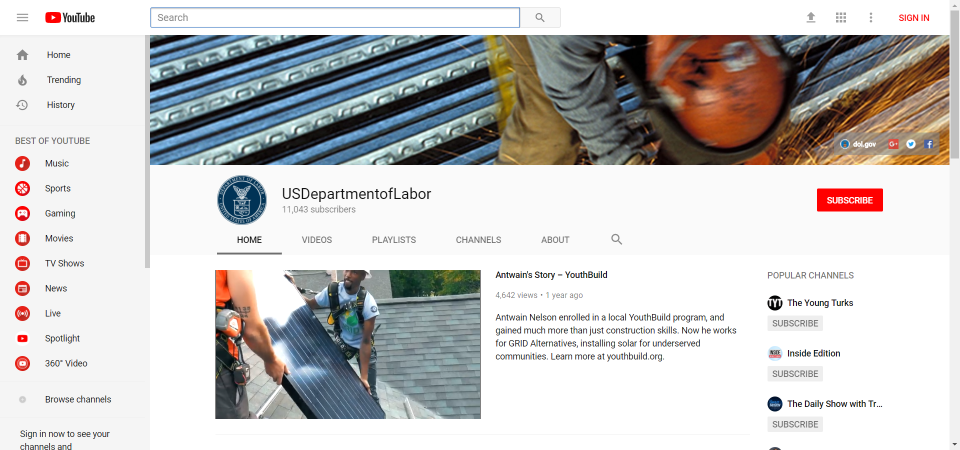 YouTube
Search
SIGN IN
Home
Trending
History
BEST OF YOUTUBE
Music
Sports
Gaming
Movies
TV Shows
News
Live
Spotlight
360° Video
Browse channels
Sign in now to see your
channels and
dol.gov
USDepartmentofLabor
11,043 subscribers
SUBSCRIBE
HOME
VIDEOS
PLAYLISTS
CHANNELS
ABOUT
Antwain's Story – YouthBuild
4,642 views • 1 year ago
Antwain Nelson enrolled in a local YouthBuild program, and
gained much more than just construction skills. Now he works
for GRID Alternatives, installing solar for underserved
communities. Learn more at youthbuild.org.
POPULAR CHANNELS
TYT
The Young Turks
SUBSCRIBE
Inside Edition
SUBSCRIBE
The Daily Show with Tr...
SUBSCRIBE